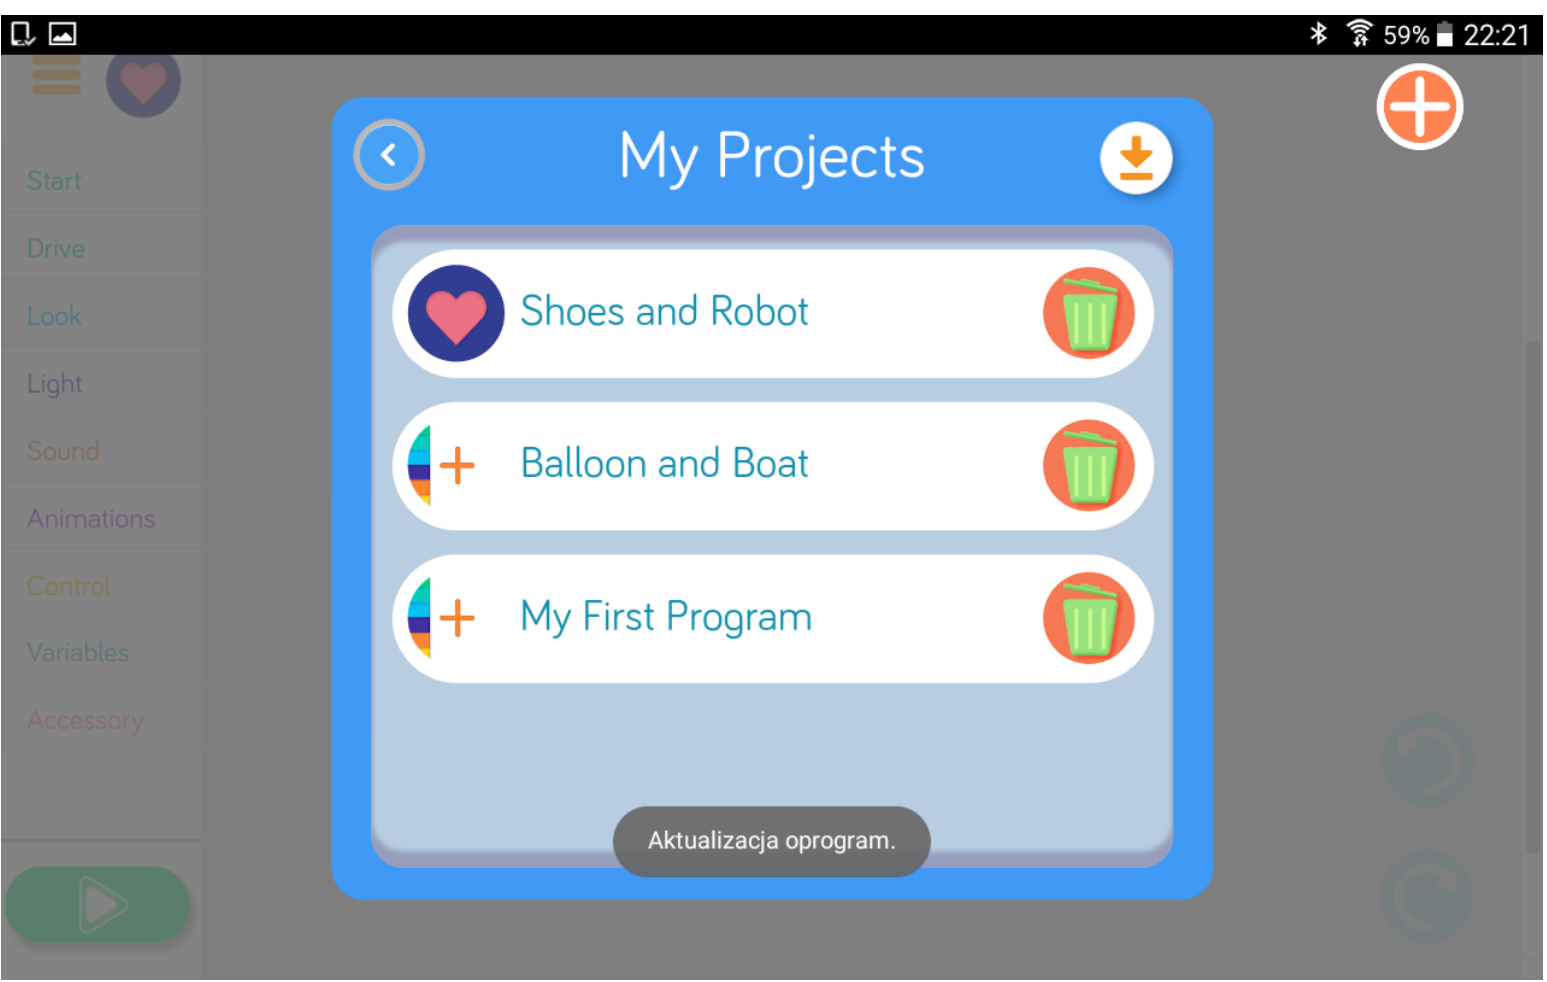 59% 22:21
My Projects
Start
Drive
Look
Light
Sound
Animations
Control
Variables
Accessory
Shoes and Robot
Balloon and Boat
My First Program
Aktualizacja oprogram.